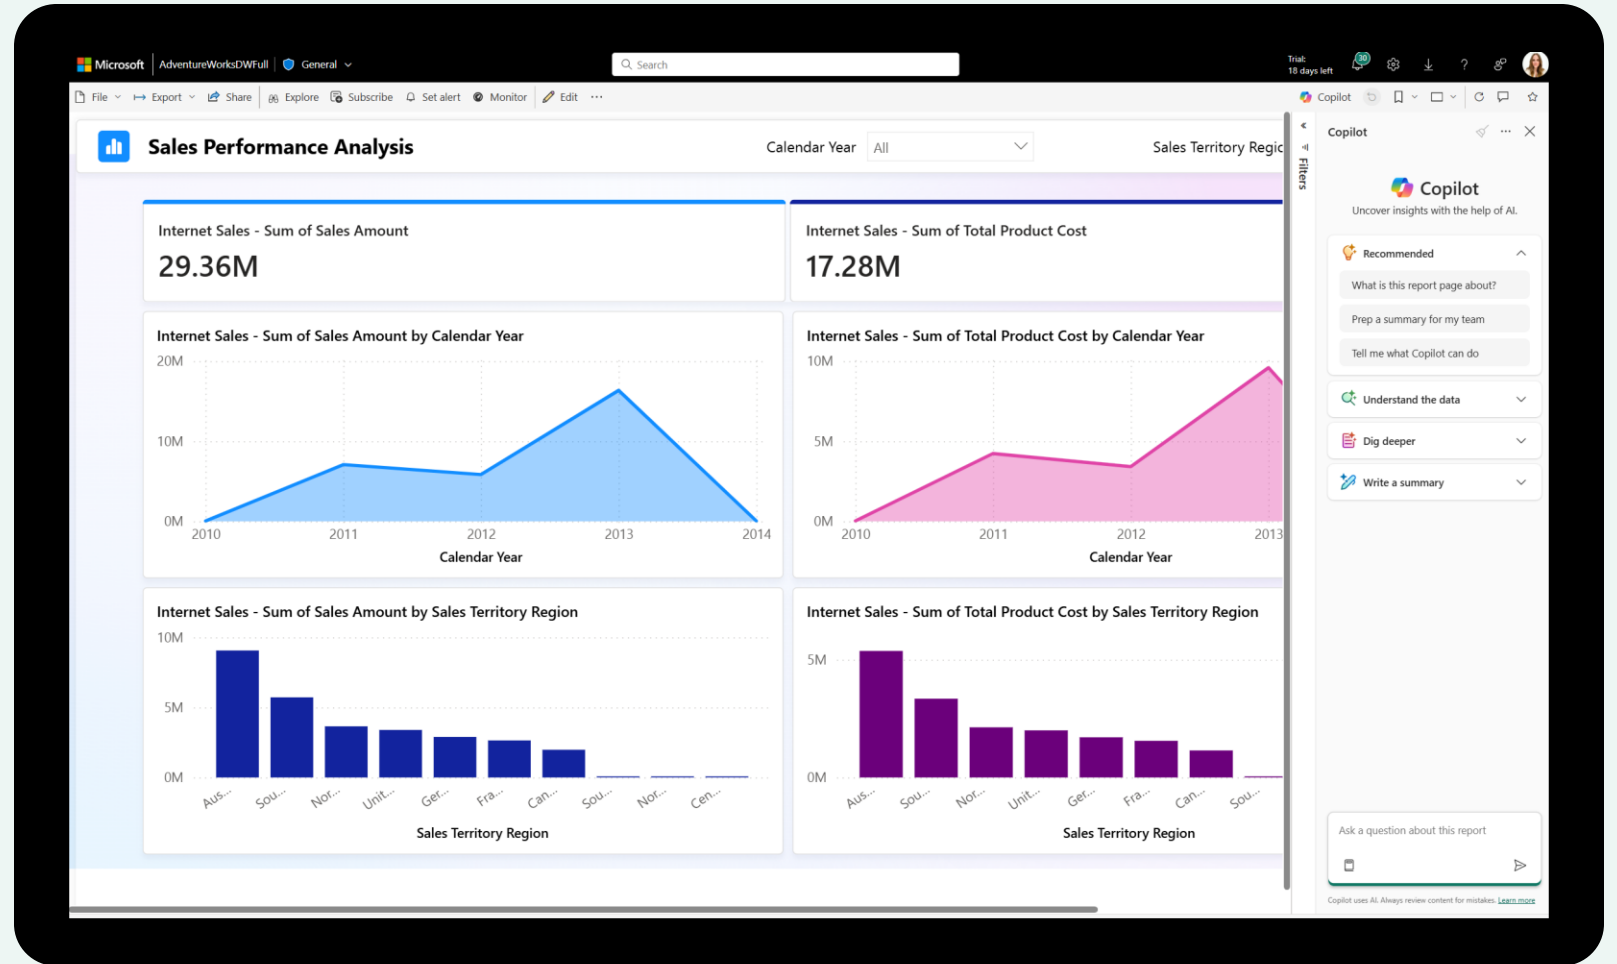 Microsoft AdventureWorksDWFull General Search Trial: 30
18 days left
File Export Share Explore Subscribe Set alert Monitor Edit ... Copilot
Sales Performance Analysis Calendar Year All Sales Territory Regic
Filters
Copilot
Copilot
Uncover insights with the help of AI.
Recommended
What is this report page about?
Prep a summary for my team
Tell me what Copilot can do
Understand the data
Dig deeper
Write a summary
Ask a question about this report
Copilot uses AI. Always review content for mistakes. Learn more
Internet Sales - Sum of Sales Amount
29.36M
Internet Sales - Sum of Total Product Cost
17.28M
Internet Sales - Sum of Sales Amount by Calendar Year
20M
10M
0M
2010 2011 2012 2013 2014
Calendar Year
Internet Sales - Sum of Total Product Cost by Calendar Year
10M
5M
0M
2010 2011 2012 2013
Calendar Year
Internet Sales - Sum of Sales Amount by Sales Territory Region
10M
5M
0M
Aus... Sou... Nor... Unit... Ger... Fra... Can... Sou... Nor... Cen...
Sales Territory Region
Internet Sales - Sum of Total Product Cost by Sales Territory Region
5M
0M
Aus... Sou... Nor... Unit... Ger... Fra... Can... Sou...
Sales Territory Region